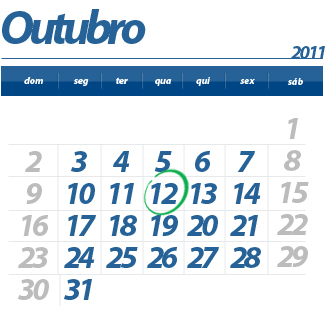 Outubro
2011
dom seg ter qua qui sex sáb
1
2 3 4 5 6 7 8
9 10 11 12 13 14 15
16 17 18 19 20 21 22
23 24 25 26 27 28 29
30 31